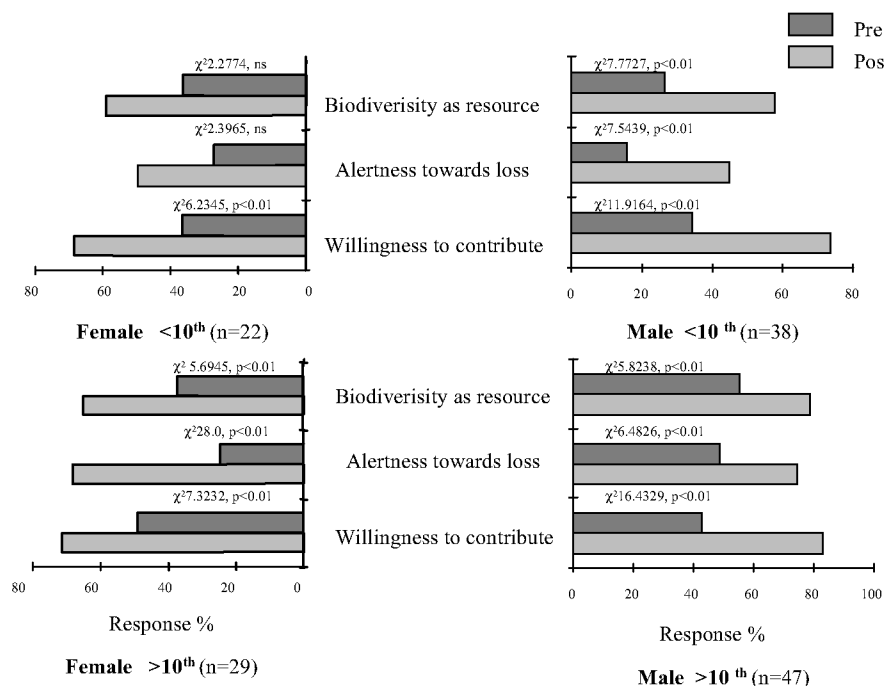 Pre
Pos
χ²2.2774, ns
χ²7.7727, p<0.01
Biodiverisity as resource
χ²2.3965, ns
χ²7.5439, p<0.01
Alertness towards loss
χ²6.2345, p<0.01
χ²11.9164, p<0.01
Willingness to contribute
80 60 40 20 0
0 20 40 60 80
Female <10th (n=22)
Male <10 th (n=38)
χ² 5.6945, p<0.01
χ²5.8238, p<0.01
Biodiverisity as resource
χ²28.0, p<0.01
χ²6.4826, p<0.01
Alertness towards loss
χ²7.3232, p<0.01
χ²16.4329, p<0.01
Willingness to contribute
80 60 40 20 0
0 20 40 60 80 100
Response %
Response %
Female >10th (n=29)
Male >10 th (n=47)